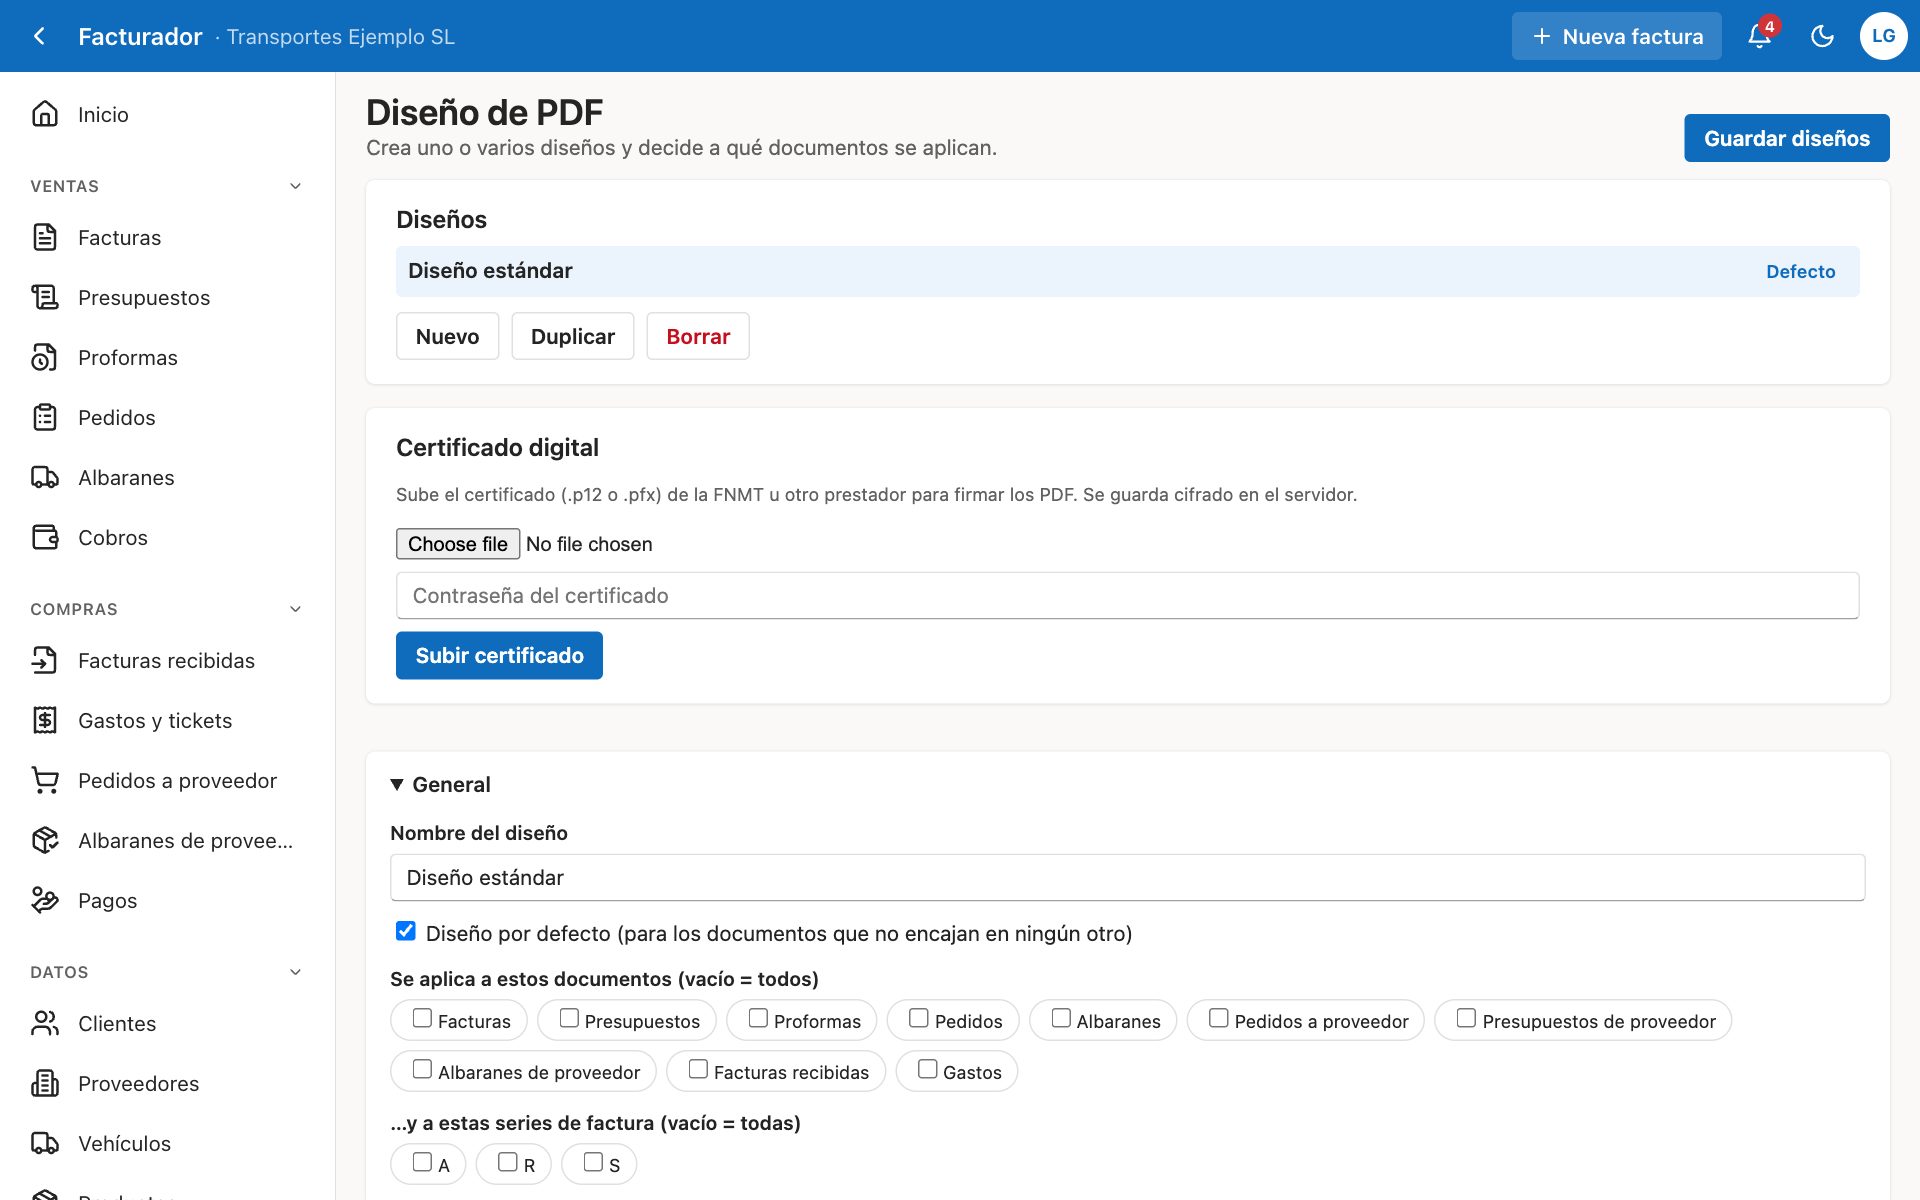 Facturador · Transportes Ejemplo SL
+ Nueva factura
4
LG
Inicio
VENTAS
Facturas
Presupuestos
Proformas
Pedidos
Albaranes
Cobros
COMPRAS
Facturas recibidas
Gastos y tickets
Pedidos a proveedor
Albaranes de provee...
Pagos
DATOS
Clientes
Proveedores
Vehículos
Diseño de PDF
Crea uno o varios diseños y decide a qué documentos se aplican.
Guardar diseños
Diseños
Diseño estándar Defecto
Nuevo Duplicar Borrar
Certificado digital
Sube el certificado (.p12 o .pfx) de la FNMT u otro prestador para firmar los PDF. Se guarda cifrado en el servidor.
Choose file No file chosen
Contraseña del certificado
Subir certificado
General
Nombre del diseño
Diseño estándar
Diseño por defecto (para los documentos que no encajan en ningún otro)
Se aplica a estos documentos (vacío = todos)
Facturas Presupuestos Proformas Pedidos Albaranes Pedidos a proveedor Presupuestos de proveedor
Albaranes de proveedor Facturas recibidas Gastos
...y a estas series de factura (vacío = todas)
A R S